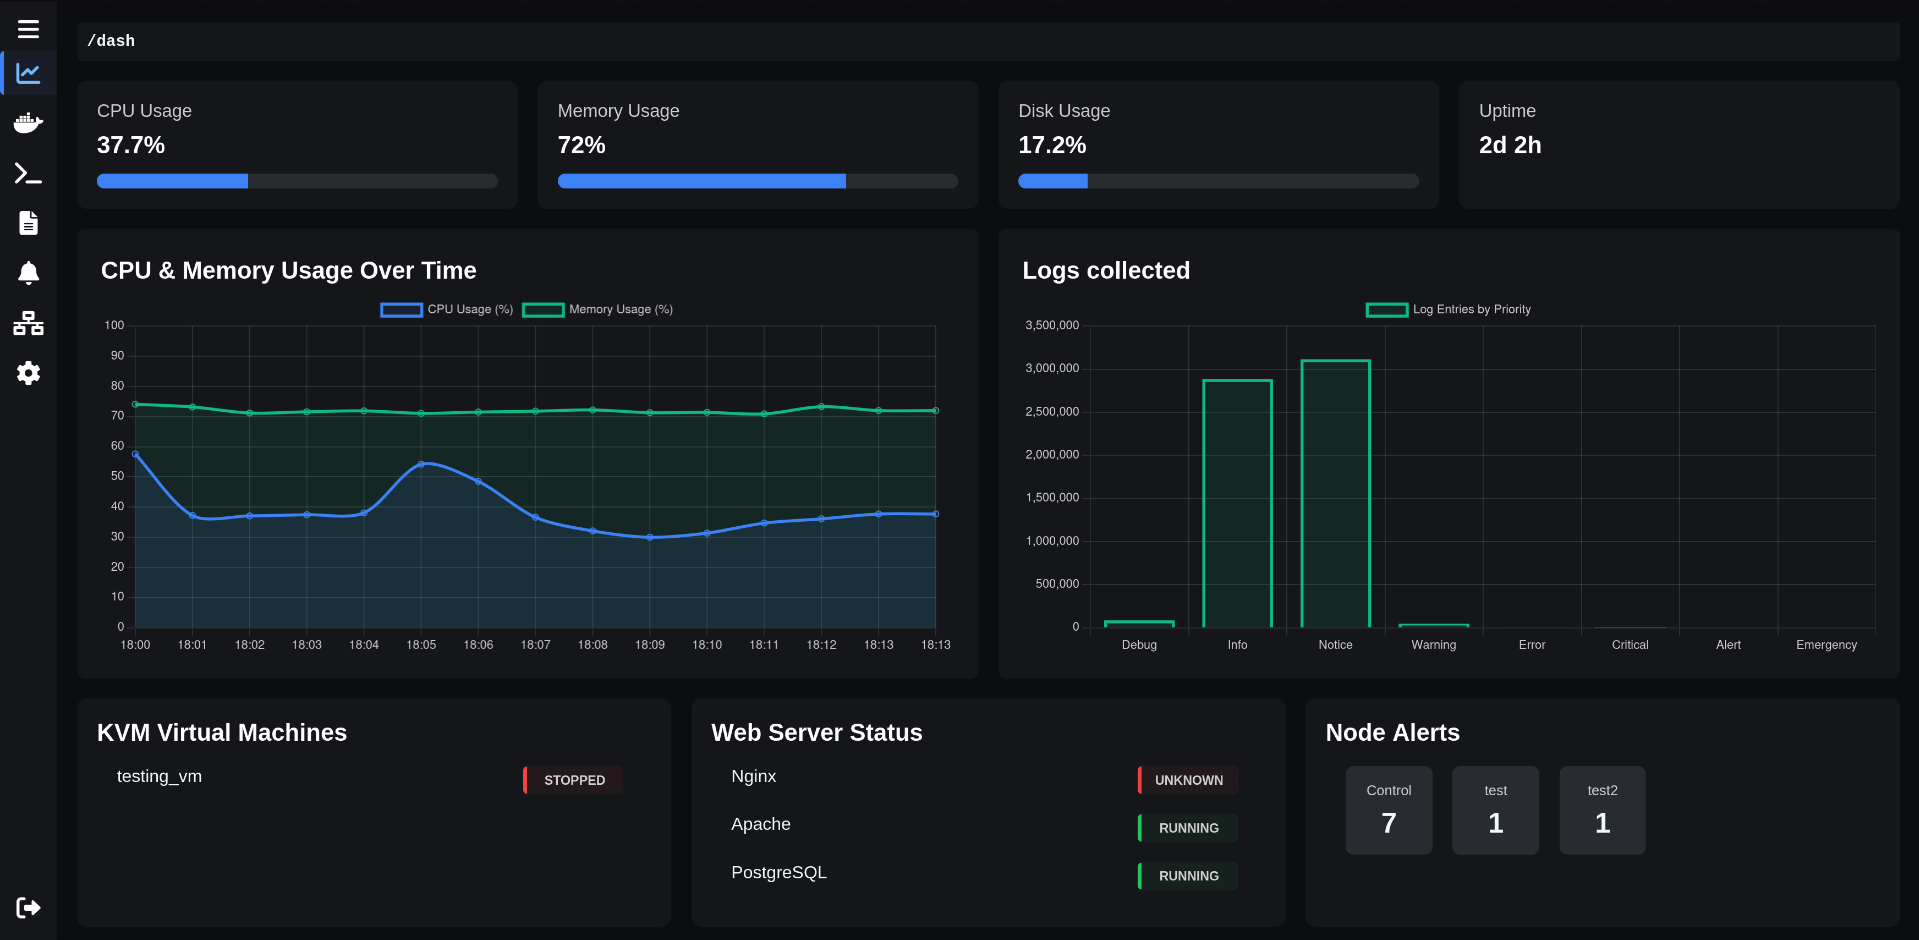 /dash
CPU Usage
37.7%
Memory Usage
72%
Disk Usage
17.2%
Uptime
2d 2h
CPU & Memory Usage Over Time
CPU Usage (%)
Memory Usage (%)
100
90
80
70
60
50
40
30
20
10
0
18:00 18:01 18:02 18:03 18:04 18:05 18:06 18:07 18:08 18:09 18:10 18:11 18:12 18:13 18:13
Logs collected
Log Entries by Priority
3,500,000
3,000,000
2,500,000
2,000,000
1,500,000
1,000,000
500,000
0
Debug Info Notice Warning Error Critical Alert Emergency
KVM Virtual Machines
testing_vm STOPPED
Web Server Status
Nginx UNKNOWN
Apache RUNNING
PostgreSQL RUNNING
Node Alerts
Control
7
test
1
test2
1